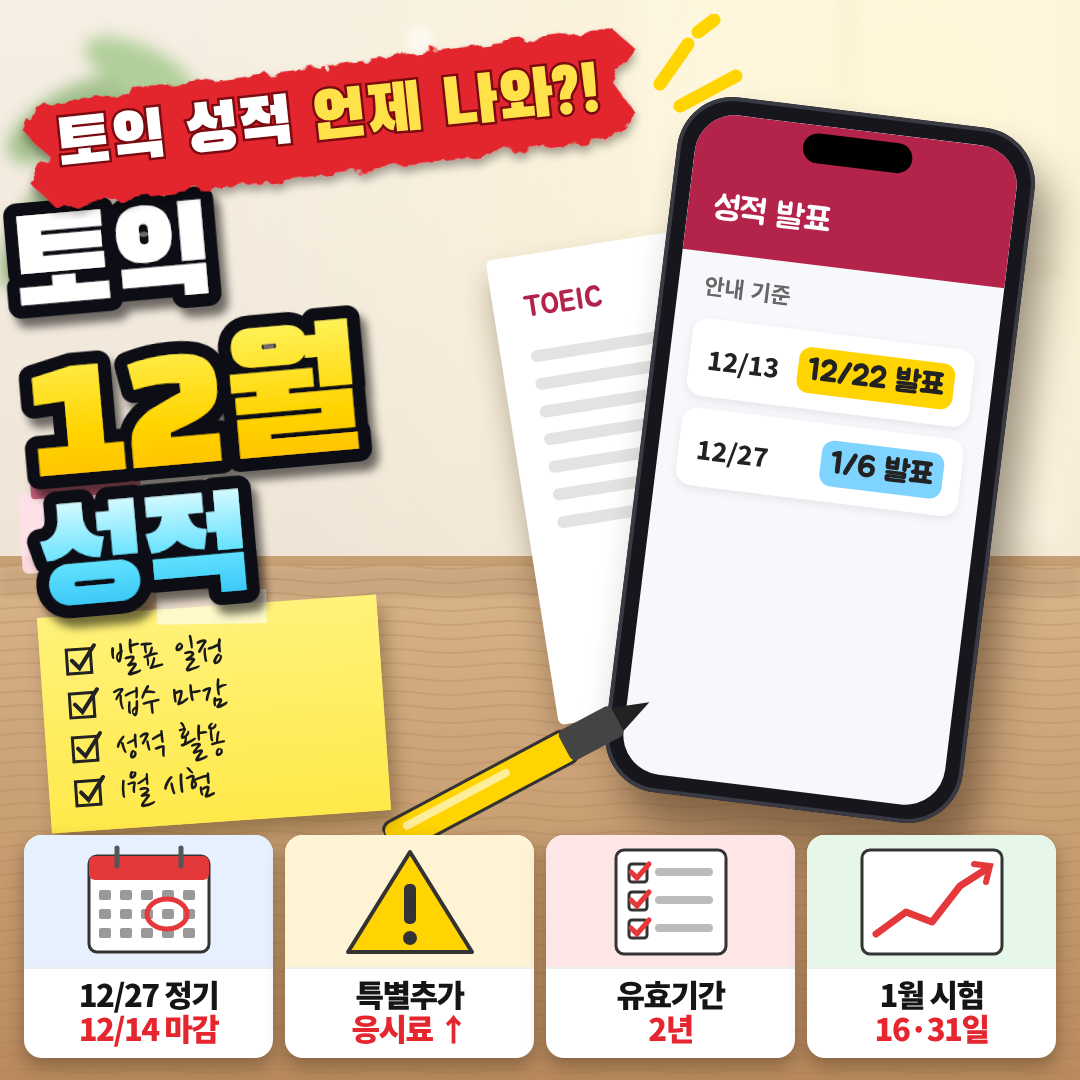 토익 성적 언제 나와?!
토익
12월
성적
발표 일정
접수 마감
성적 활용
1월 시험
TOEIC
성적 발표
안내 기준
12/13 12/22 발표
12/27 1/6 발표
12/27 정기
12/14 마감
특별추가
응시료 ↑
유효기간
2년
1월 시험
16·31일